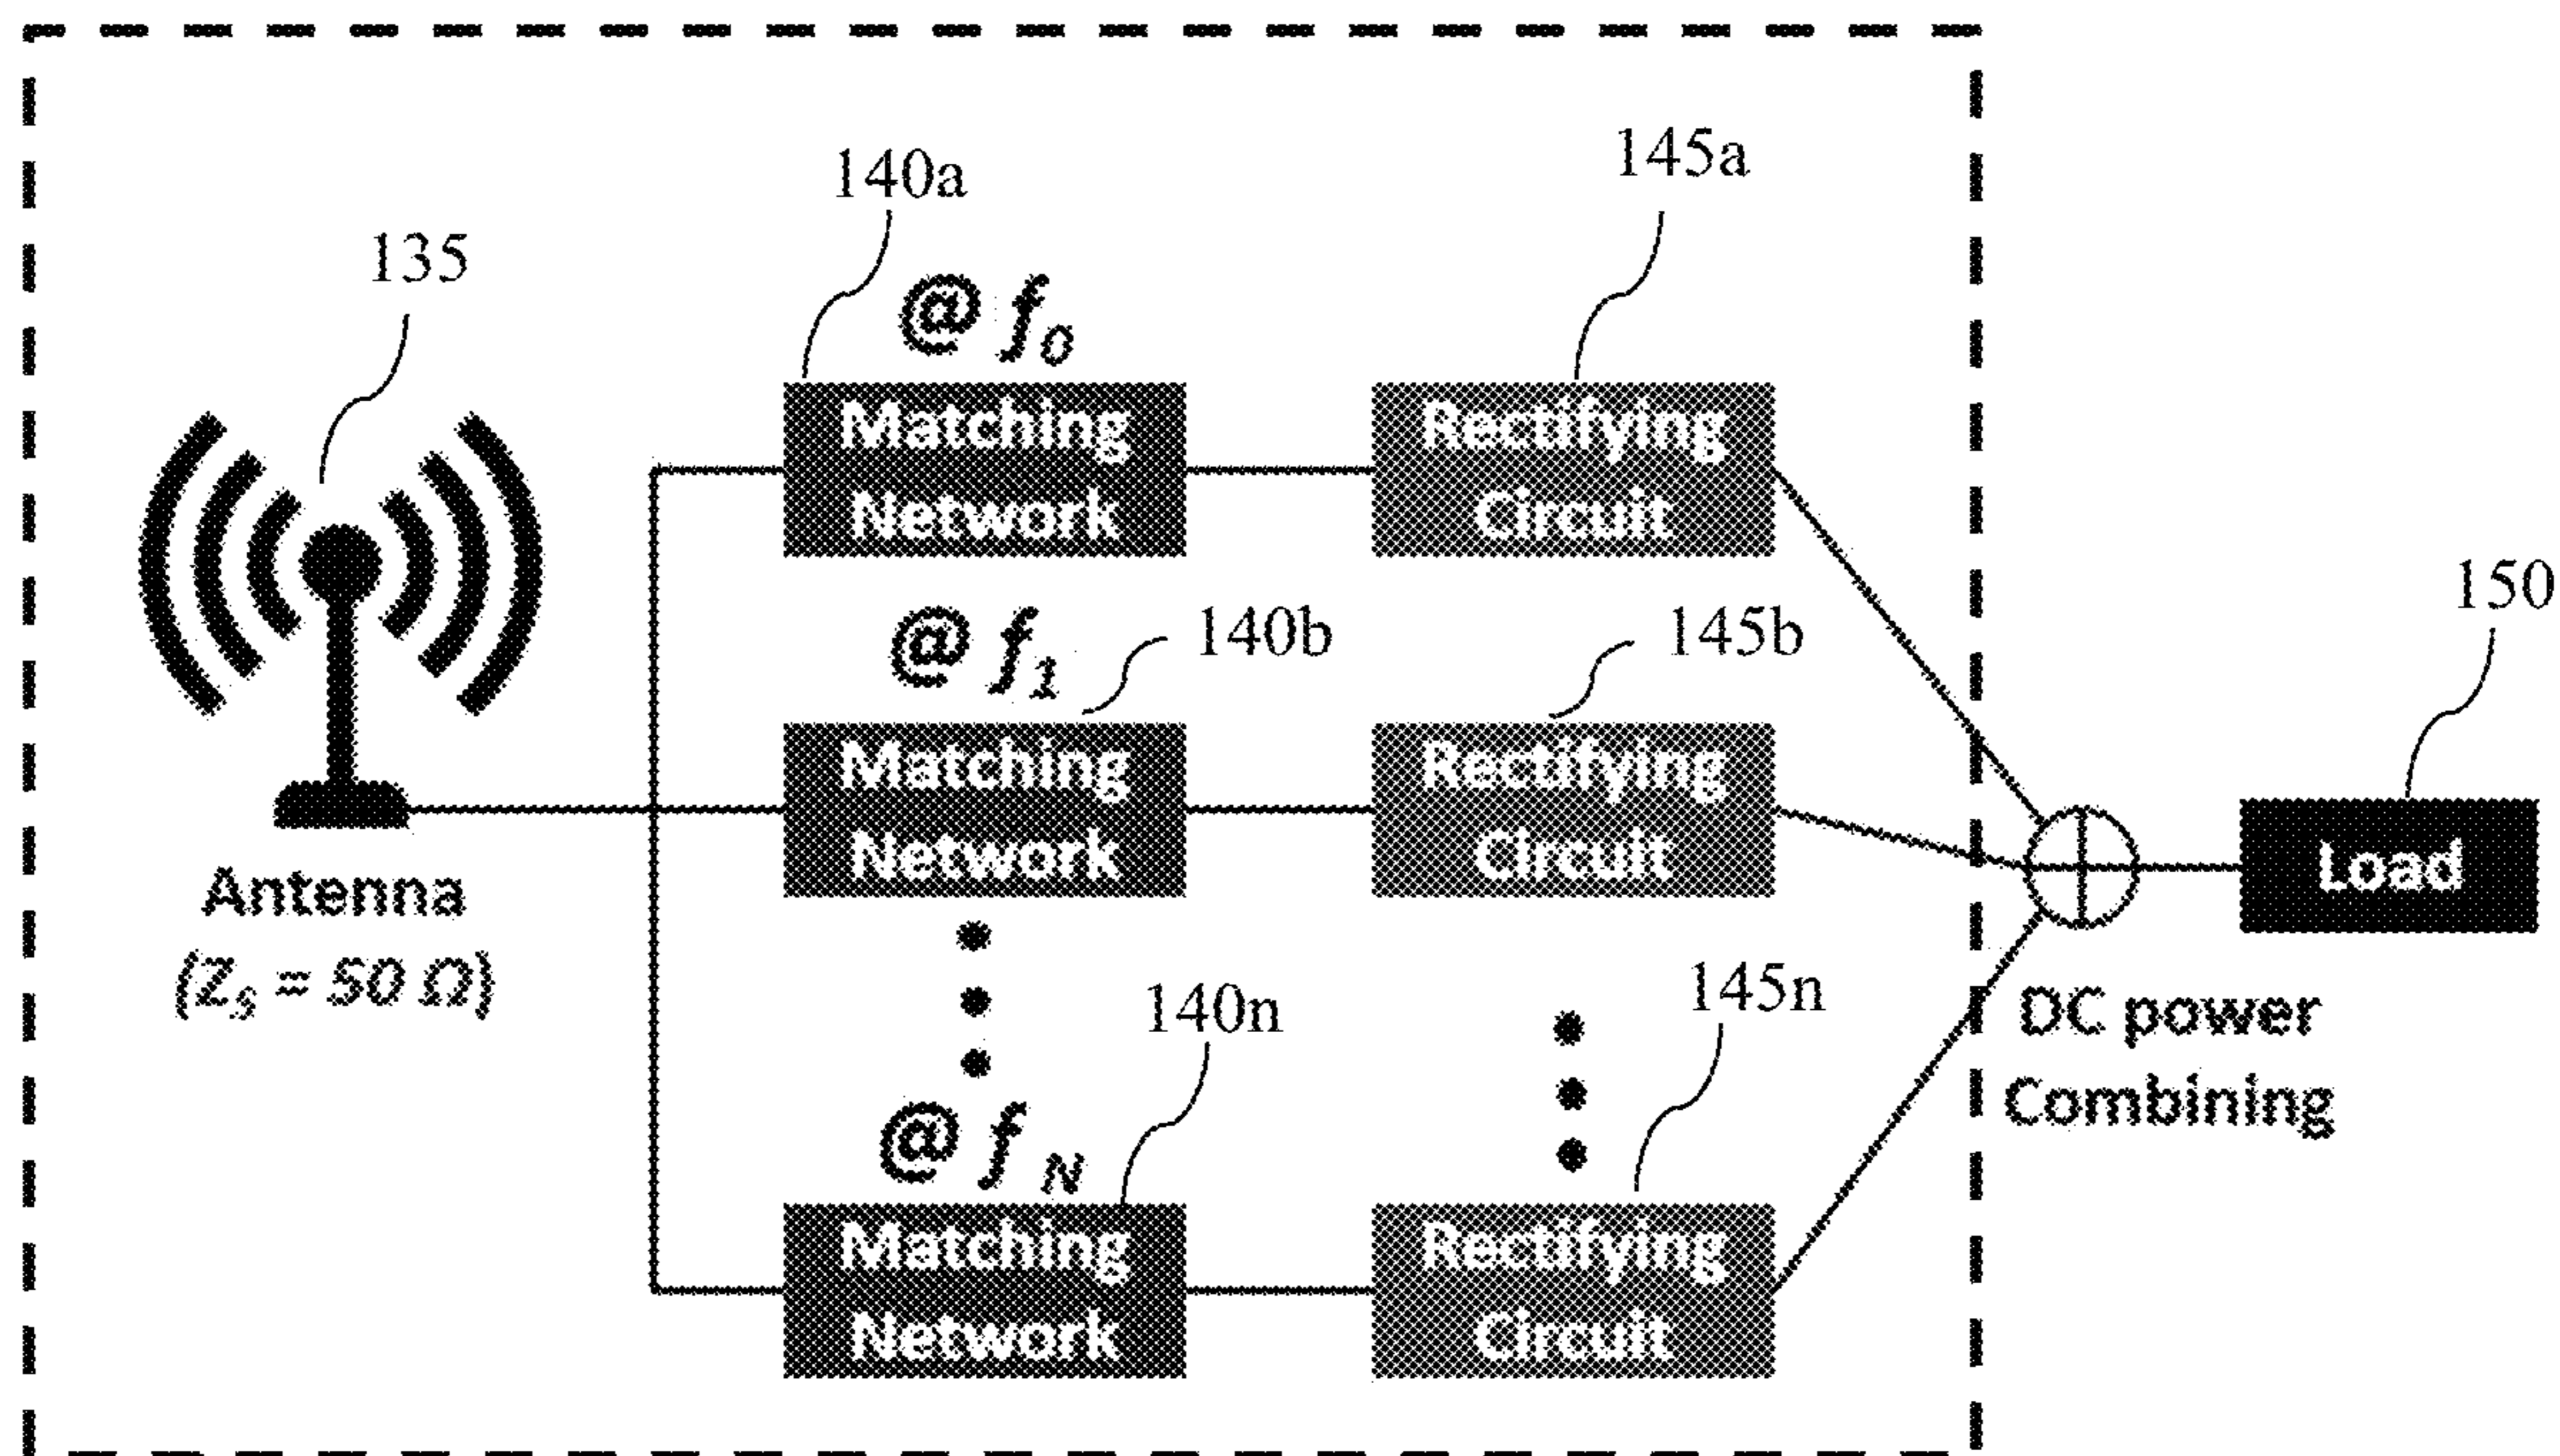 140a
145a
135
@ f₀
Matching
Network
Rectifying
Circuit
150
@ f₁
140b
145b
Matching
Network
Rectifying
Circuit
Load
Antenna
(Zₛ = 50 Ω)
140n
145n
DC power
Combining
@ f N
Matching
Network
Rectifying
Circuit